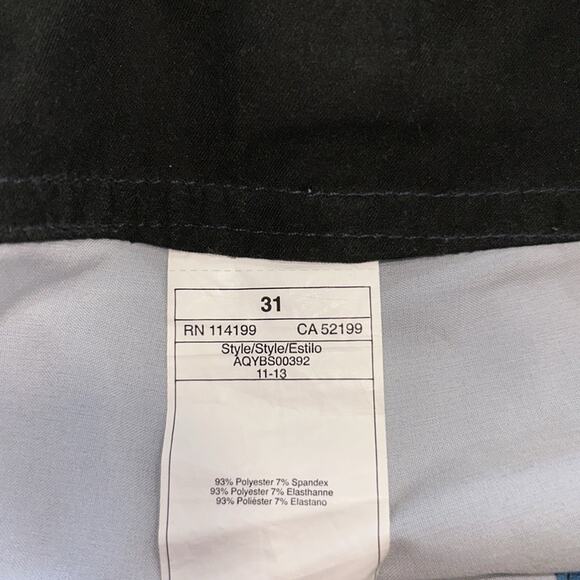 31
RN 114199 CA 52199
Style/Style/Estilo
AQYBS00392
11-13
93% Polyester 7% Spandex
93% Polyester 7% Elasthanne
93% Poliéster 7% Elastano